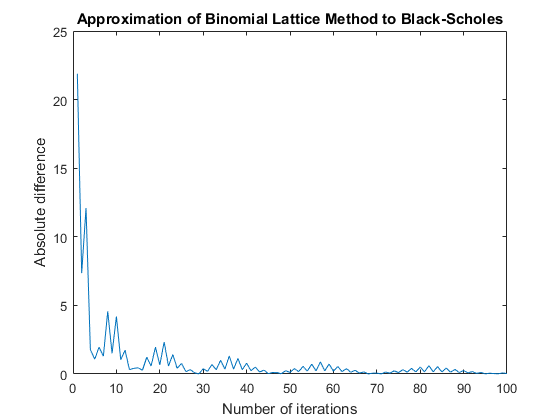 Approximation of Binomial Lattice Method to Black-Scholes
25
20
15
10
5
0
Absolute difference
0 10 20 30 40 50 60 70 80 90 100
Number of iterations